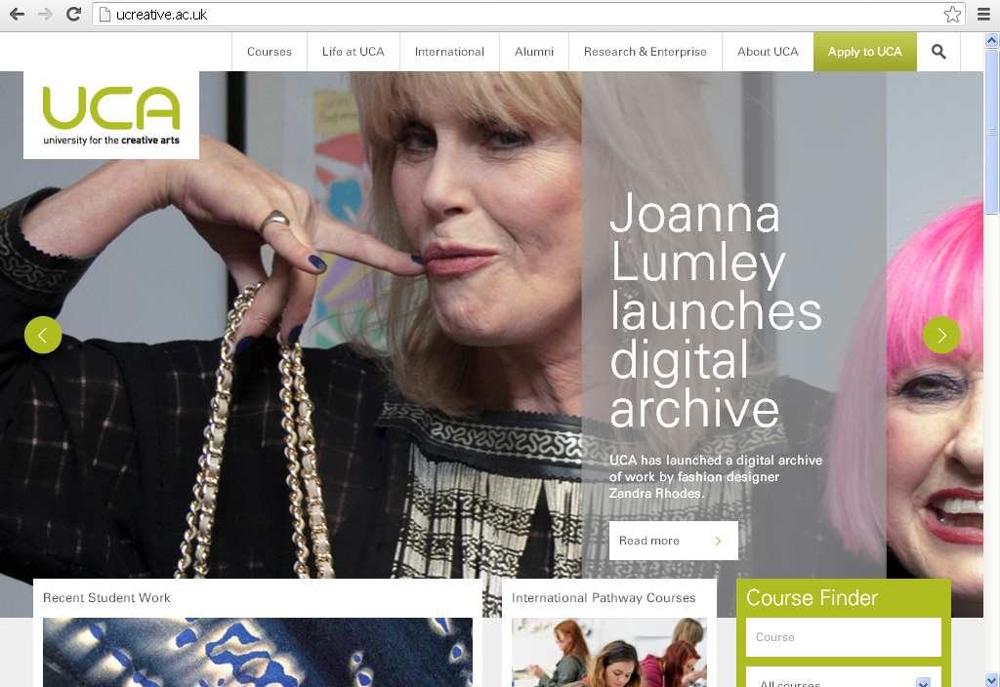 ucreative.ac.uk
Courses
Life at UCA
International
Alumni
Research & Enterprise
About UCA
Apply to UCA
UCA
university for the creative arts
Joanna
Lumley
launches
digital
archive
UCA has launched a digital archive
of work by fashion designer
Zandra Rhodes.
Read more
Recent Student Work
International Pathway Courses
Course Finder
Course
All courses